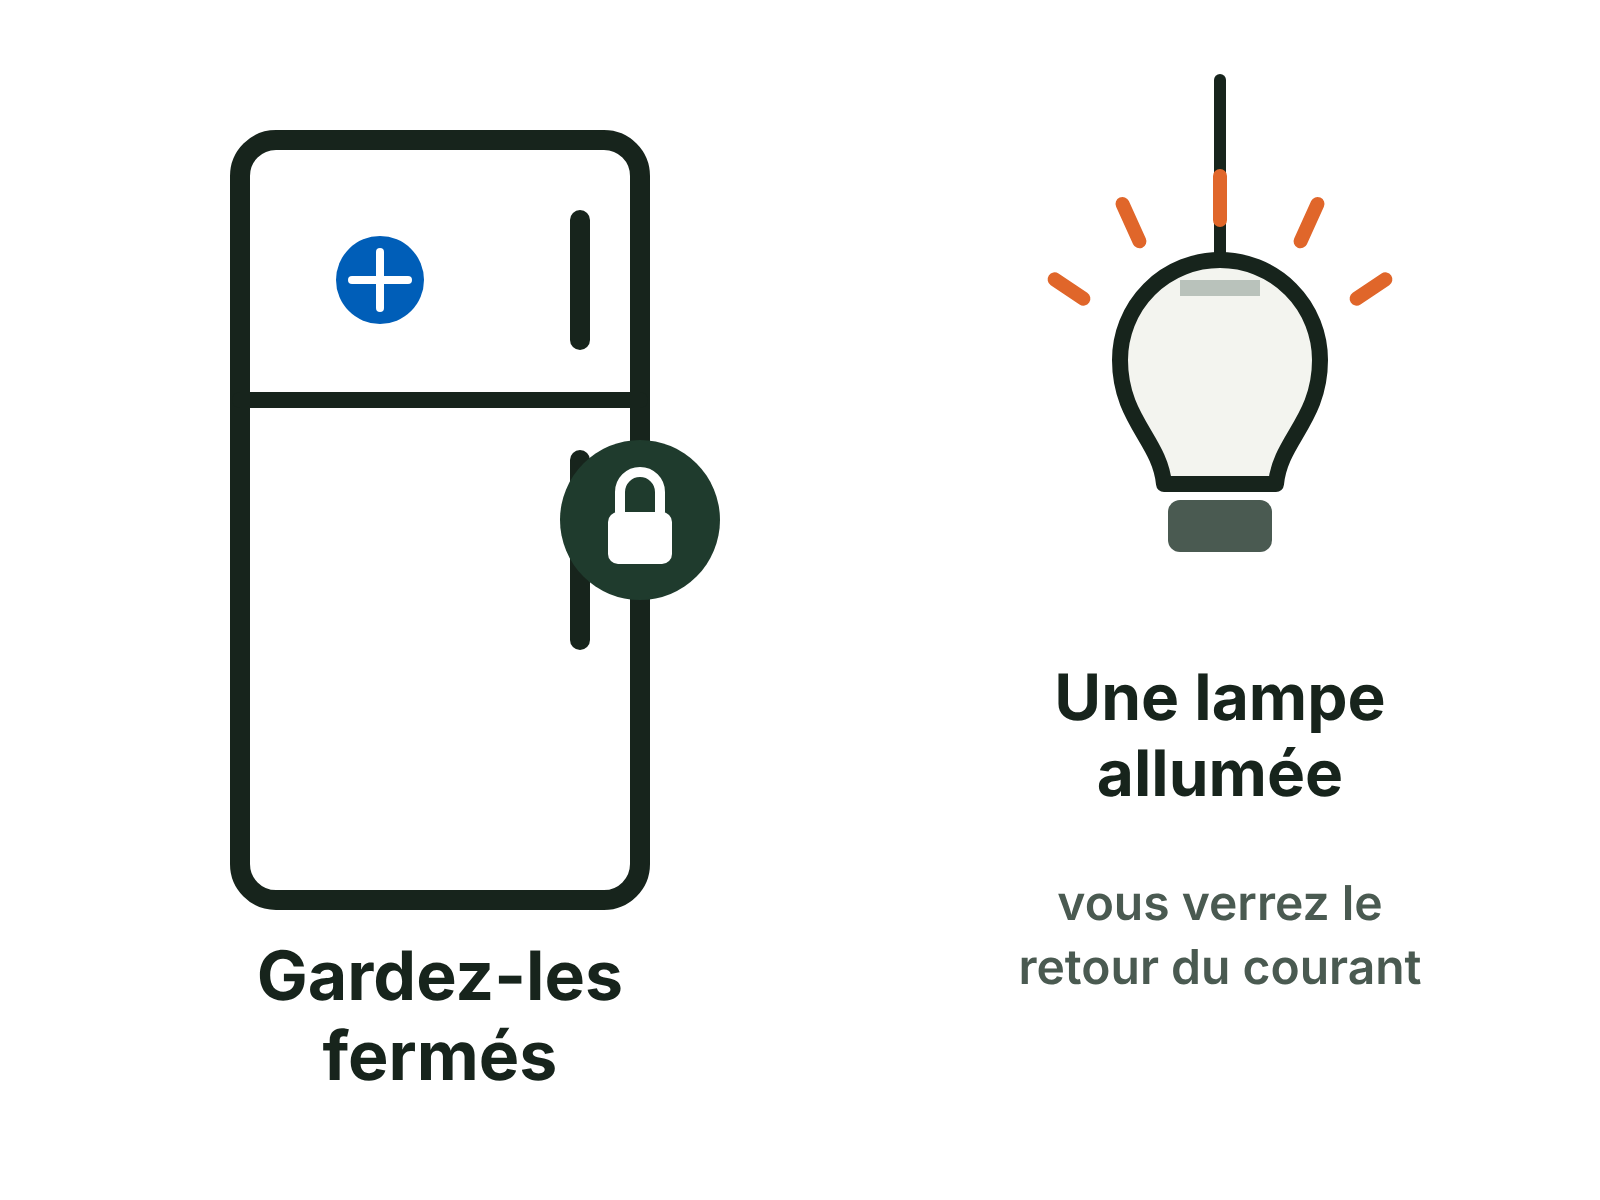 Gardez-les
fermés
Une lampe
allumée
vous verrez le
retour du courant